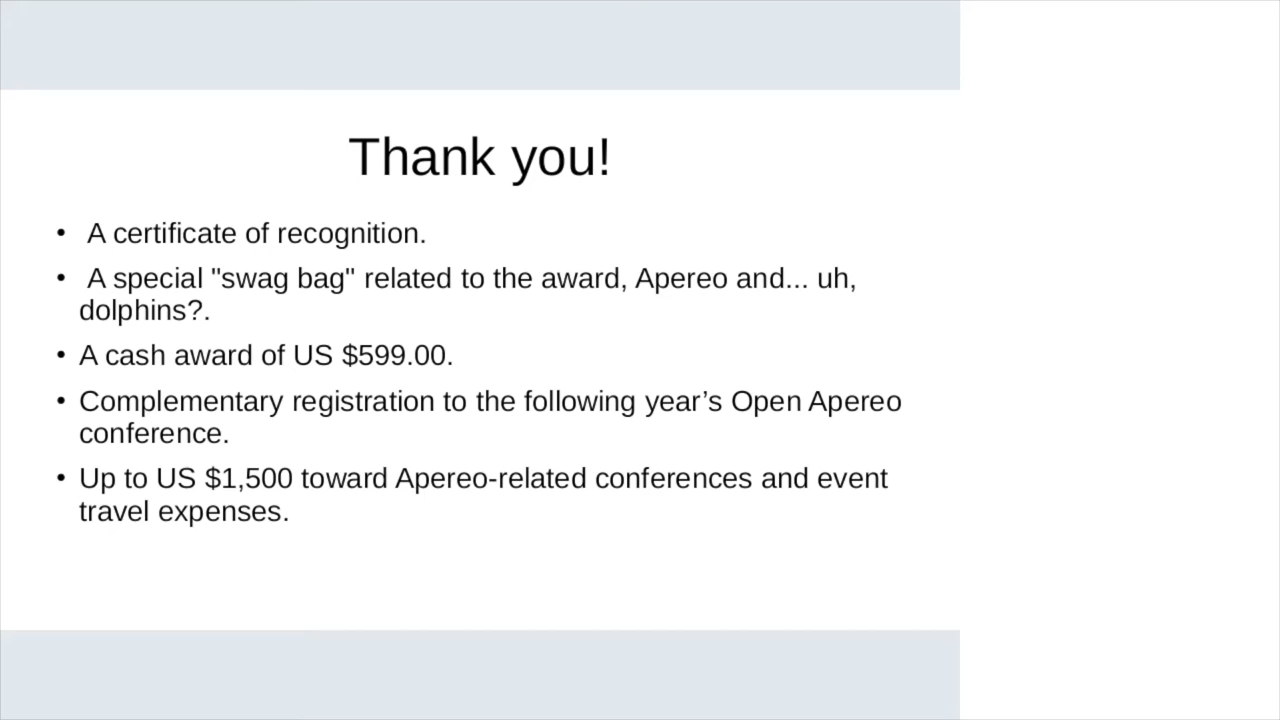 Thank you!
• A certificate of recognition.
• A special "swag bag" related to the award, Apereo and... uh,
dolphins?.
• A cash award of US $599.00.
• Complementary registration to the following year’s Open Apereo
conference.
• Up to US $1,500 toward Apereo-related conferences and event
travel expenses.